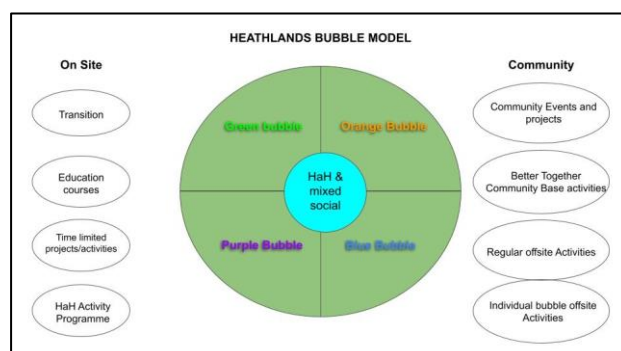 HEATHLANDS BUBBLE MODEL
On Site
Transition
Education
courses
Time limited
projects/activities
HaH Activity
Programme
Green bubble
Orange Bubble
HaH &
mixed
social
Purple Bubble
Blue Bubble
Community
Community Events and
projects
Better Together
Community Base activities
Regular offsite Activities
Individual bubble offsite
Activities